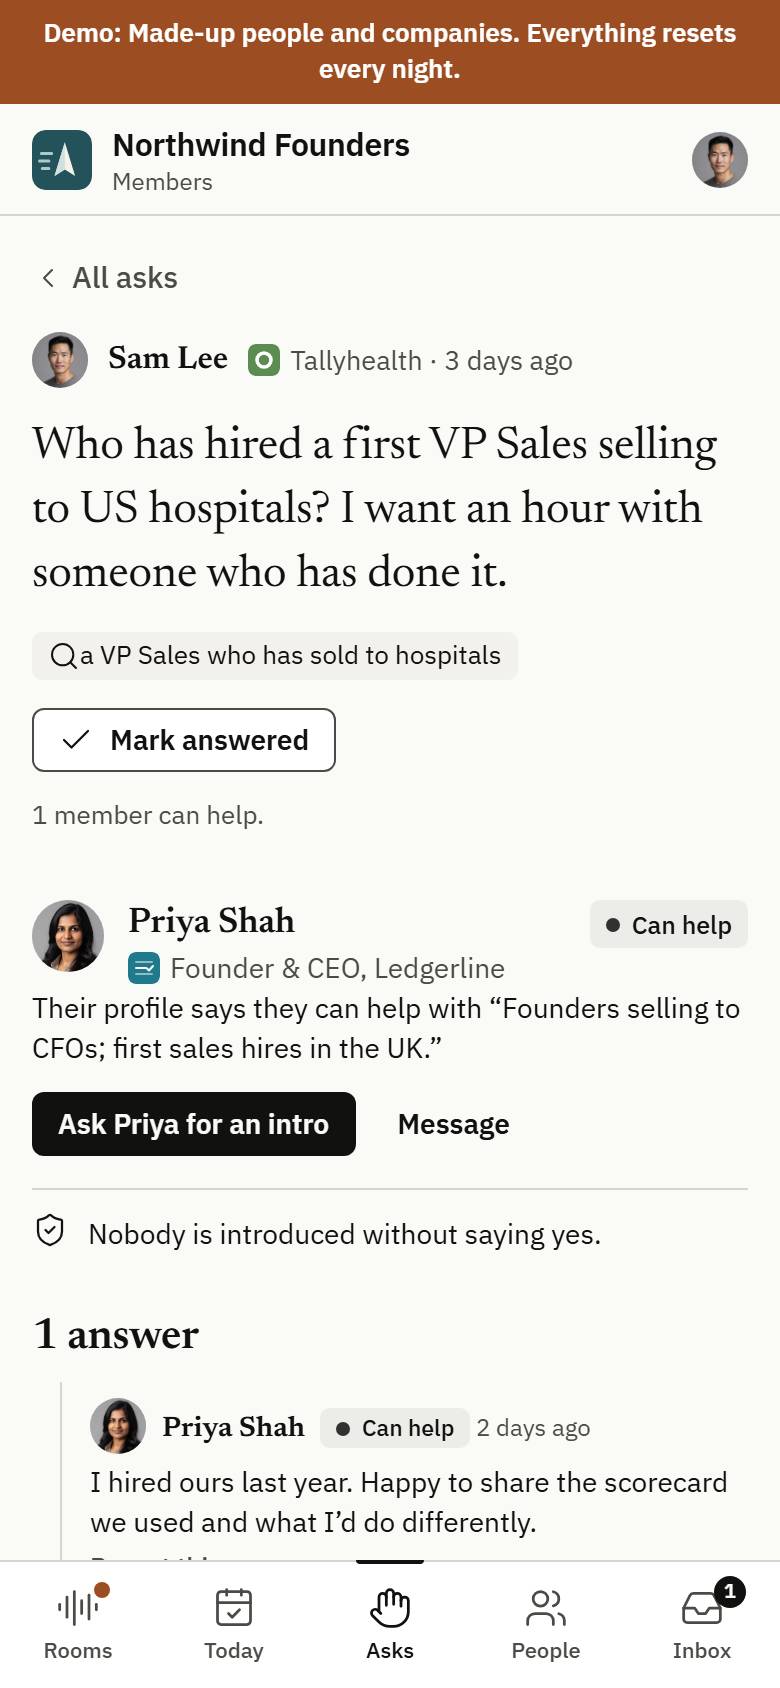 Demo: Made-up people and companies. Everything resets
every night.
Northwind Founders
Members
All asks
Sam Lee Tallyhealth · 3 days ago
Who has hired a first VP Sales selling
to US hospitals? I want an hour with
someone who has done it.
a VP Sales who has sold to hospitals
Mark answered
1 member can help.
Priya Shah
Can help
Founder & CEO, Ledgerline
Their profile says they can help with “Founders selling to
CFOs; first sales hires in the UK.”
Ask Priya for an intro
Message
Nobody is introduced without saying yes.
1 answer
Priya Shah Can help 2 days ago
I hired ours last year. Happy to share the scorecard
we used and what I’d do differently.
Rooms
Today
Asks
People
1
Inbox